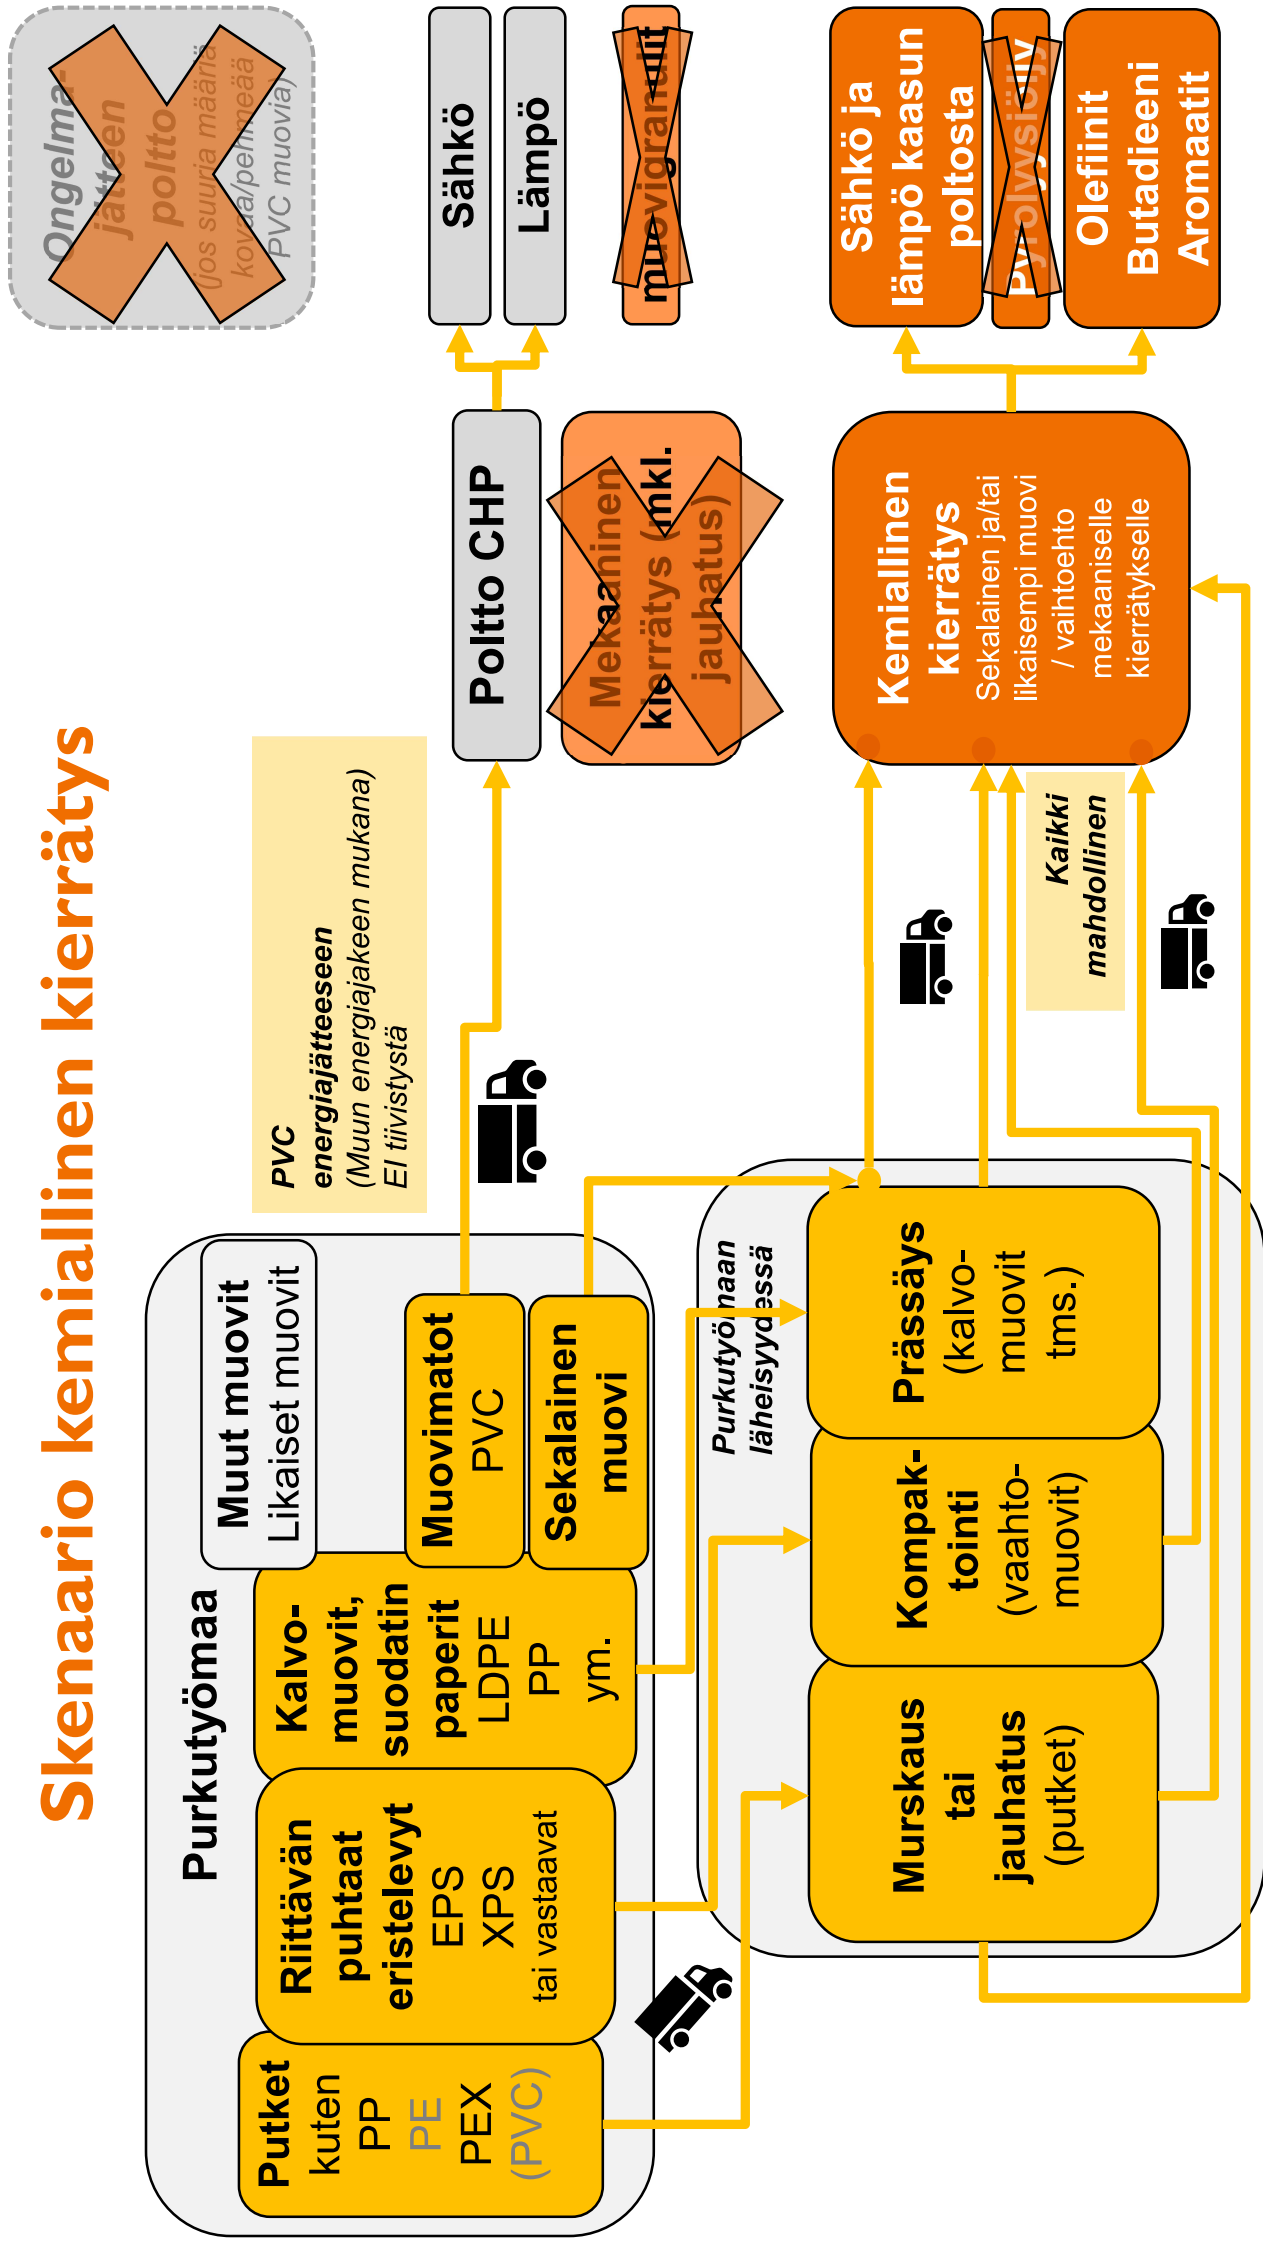 Skenaario kemiallinen kierrätys
Purkutyömaa
Putket
kuten
PP
PE
PEX
(PVC)
Riittävän
puhtaat
eristelevyt
EPS
XPS
tai vastaavat
Kalvo-
muovit,
suodatin
paperit
LDPE
PP
ym.
Muut muovit
Likaiset muovit
Muovimatot
PVC
Sekalainen
muovi
PVC
energiajätteeseen
(Muun energiajakeen mukana)
EI tiivistystä
Purkutyömaan
läheisyydessä
Murskaus
tai
jauhatus
(putket)
Kompak-
tointi
(vaahto-
muovit)
Prässäys
(kalvo-
muovit
tms.)
Kaikki
mahdollinen
Poltto CHP
Mekaaninen
kierrätys (mkl.
jauhatus)
Kemiallinen
kierrätys
Sekalainen ja/tai
likaisempi muovi
/ vaihtoehto
mekaaniselle
kierrätykselle
Ongelma-
jätteen
poltto
(jos suuria määriä
kovaa/pehmeää
PVC muovia)
Sähkö
Lämpö
muovigranulit
Sähkö ja
lämpö kaasun
poltosta
Pyrolyysiöljy
Olefiinit
Butadieeni
Aromaatit